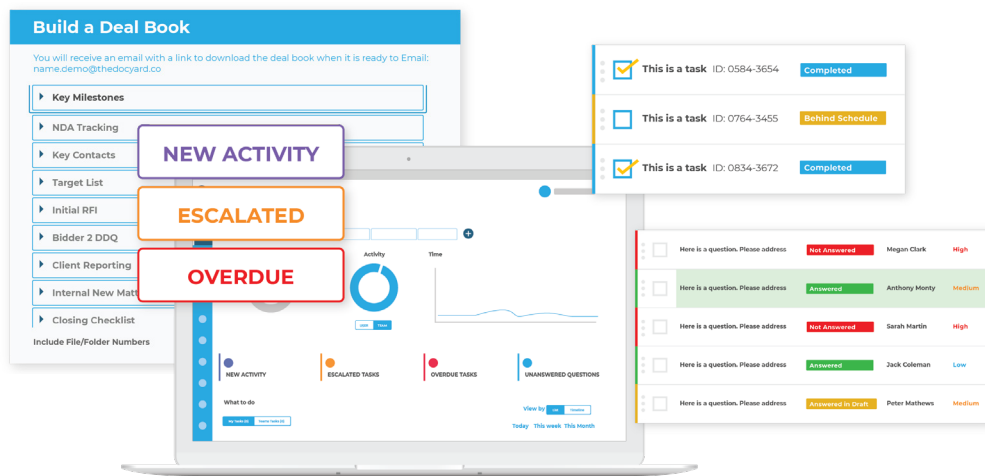 Build a Deal Book
You will receive an email with a link to download the deal book when it is ready to Email:
name.demo@thedocyard.co
Key Milestones
NDA Tracking
Key Contacts
Target List
Initial RFI
Bidder 2 DDQ
Client Reporting
Internal New Matt
Closing Checklist
Include File/Folder Numbers
NEW ACTIVITY
ESCALATED
OVERDUE
Activity
Time
NEW ACTIVITY
ESCALATED TASKS
OVERDUE TASKS
UNANSWERED QUESTIONS
What to do
View by
List
Timeline
Today This week This Month
This is a task ID: 0584-3654 Completed
This is a task ID: 0764-3455 Behind Schedule
This is a task ID: 0834-3672 Completed
Here is a question. Please address Not Answered Megan Clark High
Here is a question. Please address Answered Anthony Monty Medium
Here is a question. Please address Not Answered Sarah Martin High
Here is a question. Please address Answered Jack Coleman Low
Here is a question. Please address Answered in Draft Peter Mathews Medium